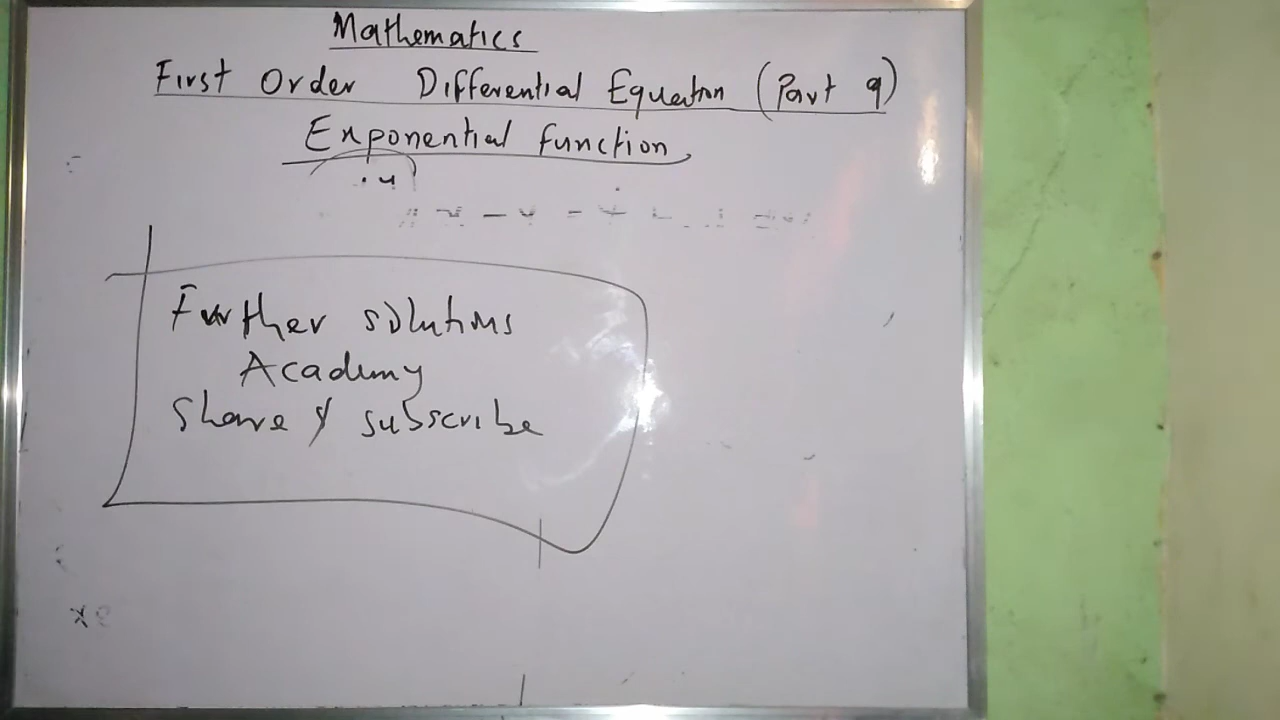 Mathematics
First Order Differential Equation (Part 9)
Exponential function
Further solutions
Academy
Share & subscribe